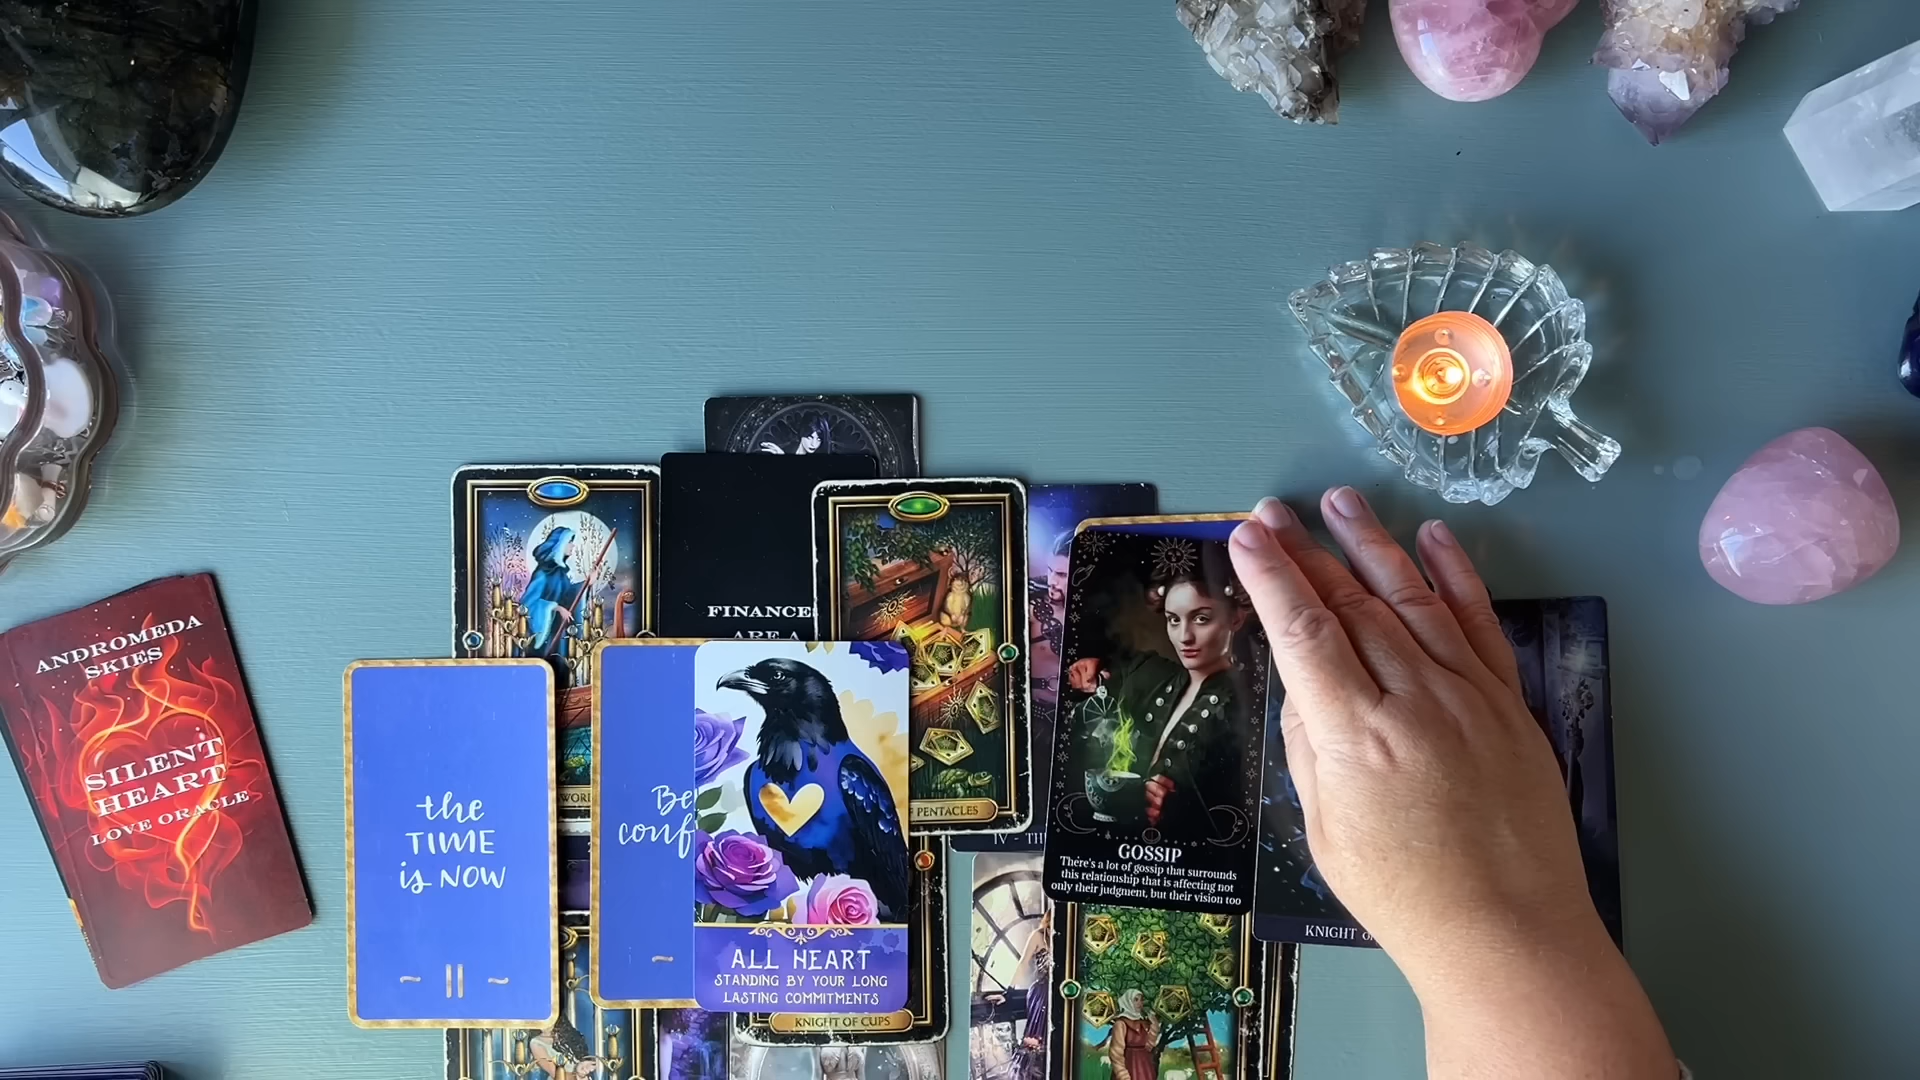 ANDROMEDA
SKIES
SILENT
HEART
LOVE ORACLE
the
TIME
is NOW
~ II ~
FINANCES
ARE A
PENTACLES
ALL HEART
STANDING BY YOUR LONG
LASTING COMMITMENTS
KNIGHT OF CUPS
GOSSIP
There's a lot of gossip that surrounds
this relationship that is affecting not
only their judgment, but their vision too
KNIGHT